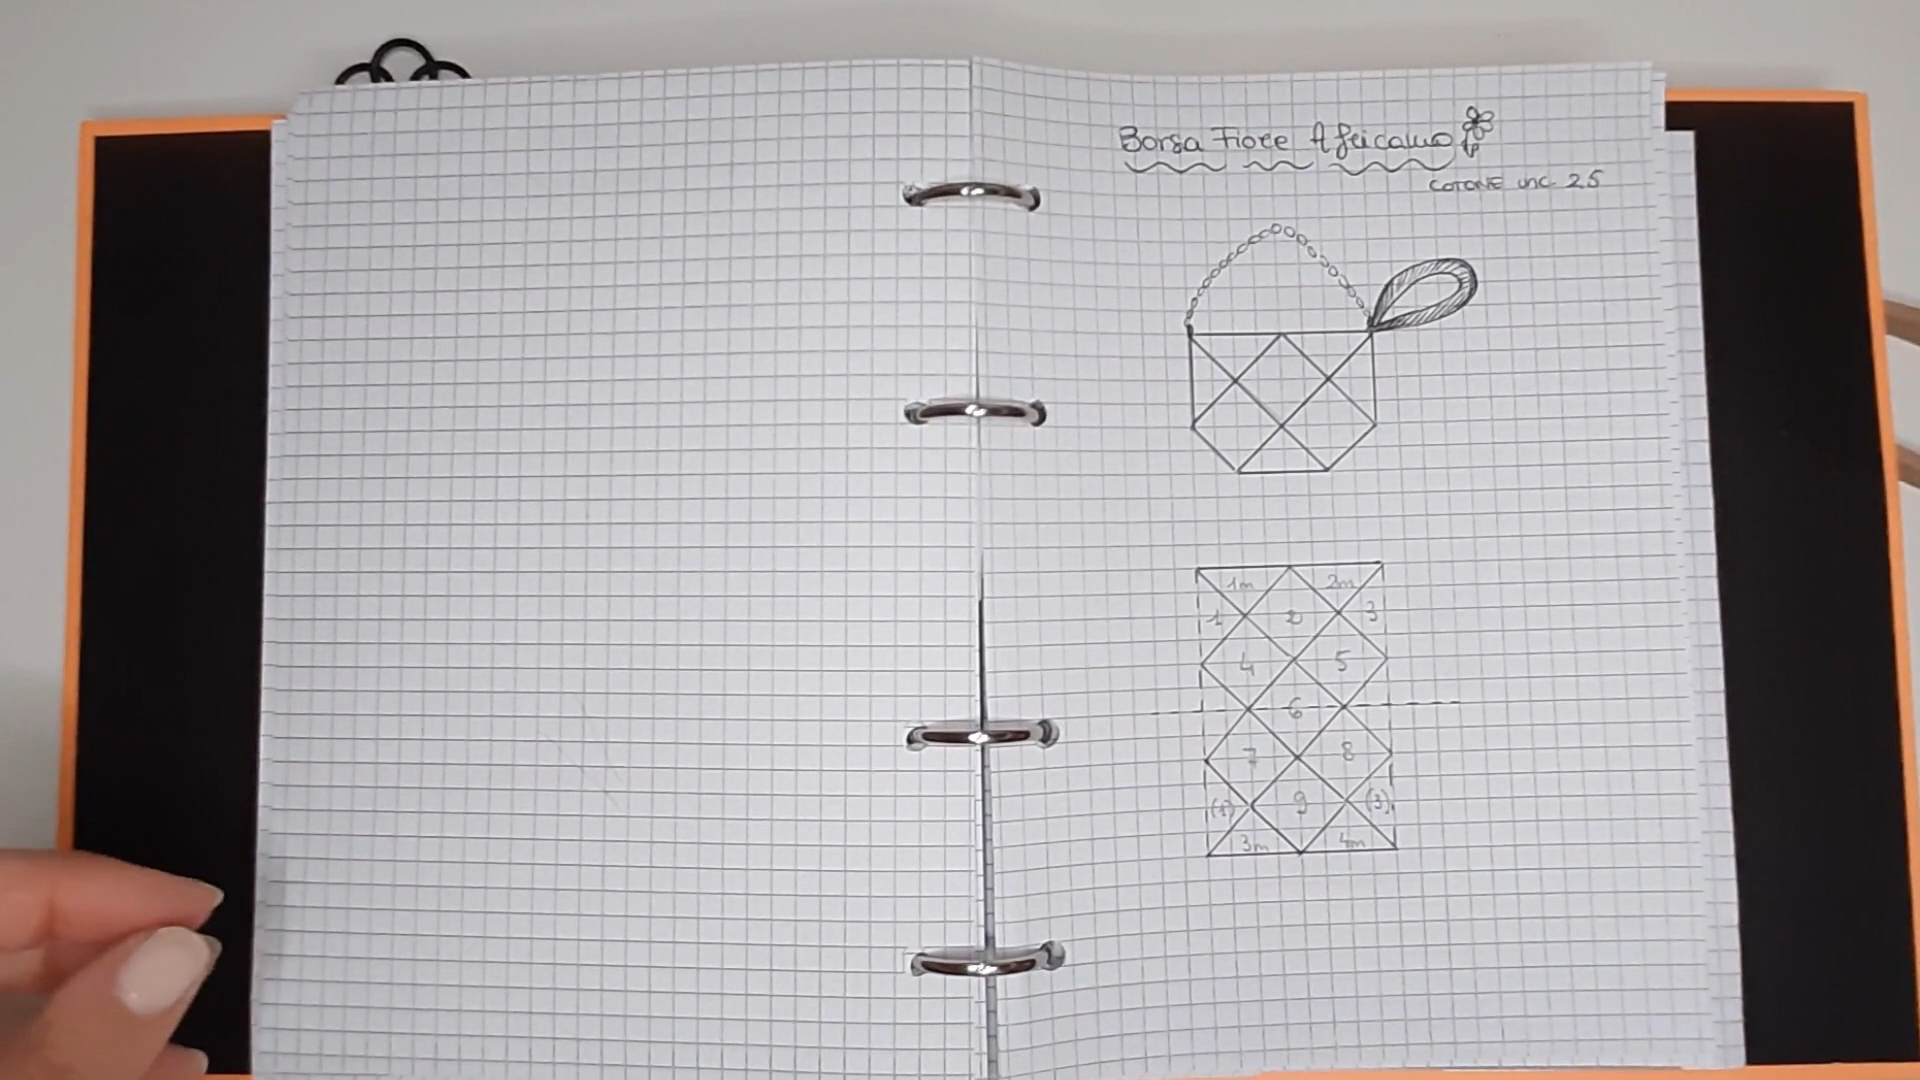 Borsa Fiore Africano
COTONE unc. 2.5
1m 2m
1 2 3
4 5
6
7 8
(1) 9 (3)
3m 4m